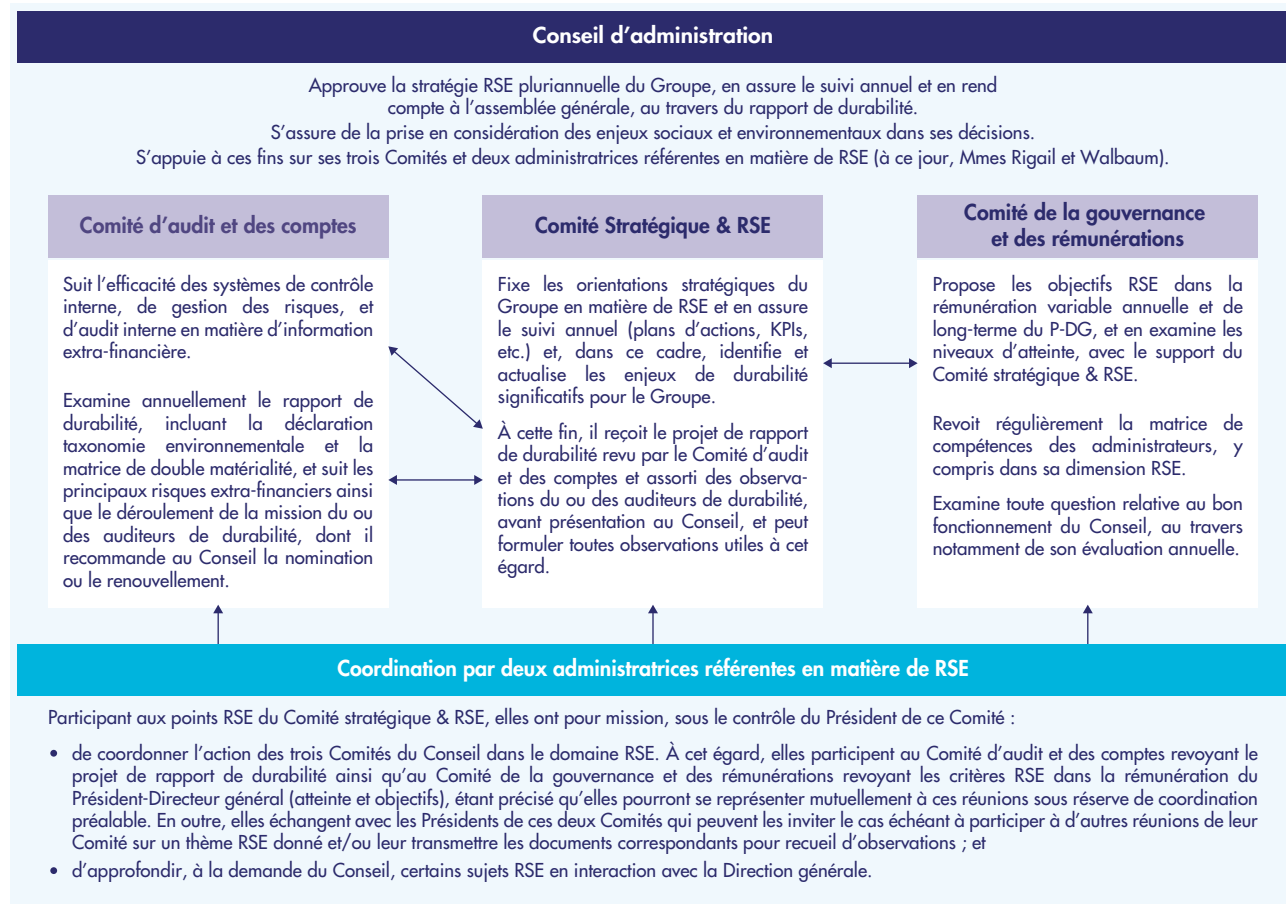 Conseil d'administration
Approuve la stratégie RSE pluriannuelle du Groupe, en assure le suivi annuel et en rend
compte à l'assemblée générale, au travers du rapport de durabilité.
S'assure de la prise en considération des enjeux sociaux et environnementaux dans ses décisions.
S'appuie à ces fins sur ses trois Comités et deux administratrices référentes en matière de RSE (à ce jour, Mmes Rigail et Walbaum).
Comité d'audit et des comptes
Suit l'efficacité des systèmes de contrôle
interne, de gestion des risques, et
d'audit interne en matière d'information
extra-financière.
Examine annuellement le rapport de
durabilité, incluant la déclaration
taxonomie environnementale et la
matrice de double matérialité, et suit les
principaux risques extra-financiers ainsi
que le déroulement de la mission du ou
des auditeurs de durabilité, dont il
recommande au Conseil la nomination
ou le renouvellement.
Comité Stratégique & RSE
Fixe les orientations stratégiques du
Groupe en matière de RSE et en assure
le suivi annuel (plans d'actions, KPIs,
etc.) et, dans ce cadre, identifie et
actualise les enjeux de durabilité
significatifs pour le Groupe.
À cette fin, il reçoit le projet de rapport
de durabilité revu par le Comité d'audit
et des comptes et assorti des observa-
tions du ou des auditeurs de durabilité,
avant présentation au Conseil, et peut
formuler toutes observations utiles à cet
égard.
Comité de la gouvernance
et des rémunérations
Propose les objectifs RSE dans la
rémunération variable annuelle et de
long-terme du P-DG, et en examine les
niveaux d'atteinte, avec le support du
Comité stratégique & RSE.
Revoit régulièrement la matrice de
compétences des administrateurs, y
compris dans sa dimension RSE.
Examine toute question relative au bon
fonctionnement du Conseil, au travers
notamment de son évaluation annuelle.
Coordination par deux administratrices référentes en matière de RSE
Participant aux points RSE du Comité stratégique & RSE, elles ont pour mission, sous le contrôle du Président de ce Comité :
• de coordonner l'action des trois Comités du Conseil dans le domaine RSE. À cet égard, elles participent au Comité d'audit et des comptes revoyant le
projet de rapport de durabilité ainsi qu'au Comité de la gouvernance et des rémunérations revoyant les critères RSE dans la rémunération du
Président-Directeur général (atteinte et objectifs), étant précisé qu'elles pourront se représenter mutuellement à ces réunions sous réserve de coordination
préalable. En outre, elles échangent avec les Présidents de ces deux Comités qui peuvent les inviter le cas échéant à participer à d'autres réunions de leur
Comité sur un thème RSE donné et/ou leur transmettre les documents correspondants pour recueil d'observations ; et
• d'approfondir, à la demande du Conseil, certains sujets RSE en interaction avec la Direction générale.